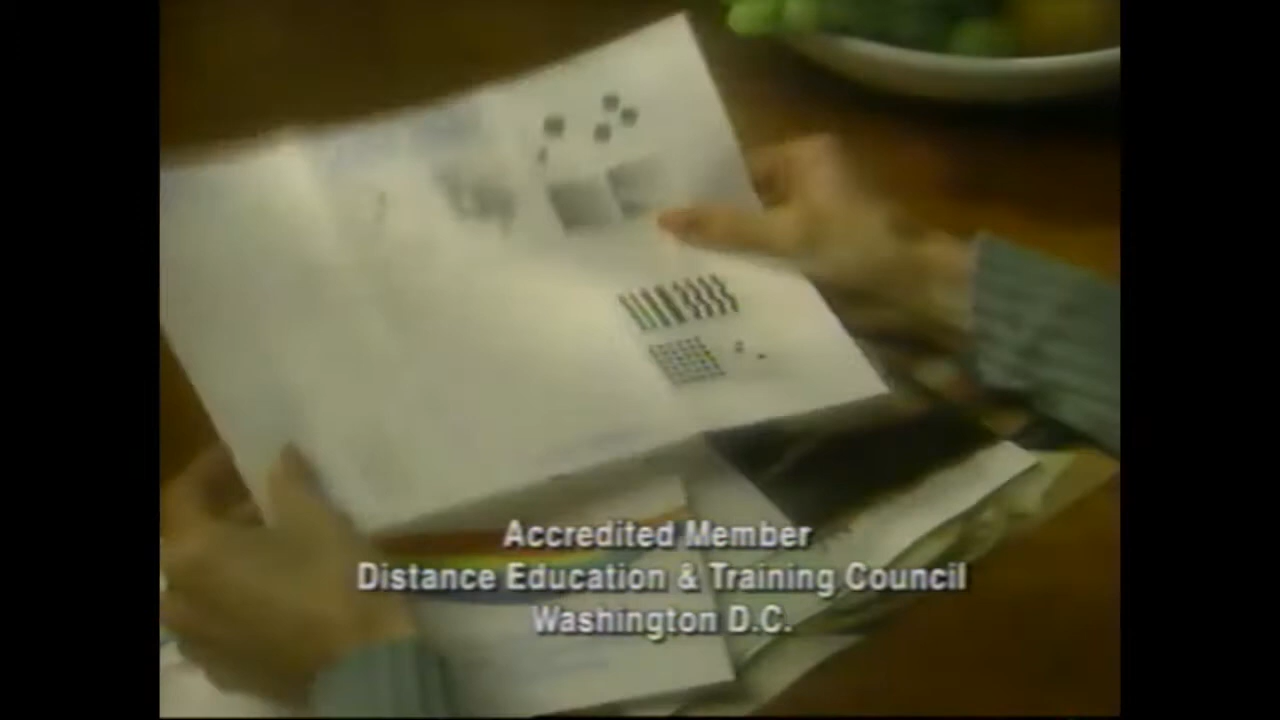 Accredited Member
Distance Education & Training Council
Washington D.C.